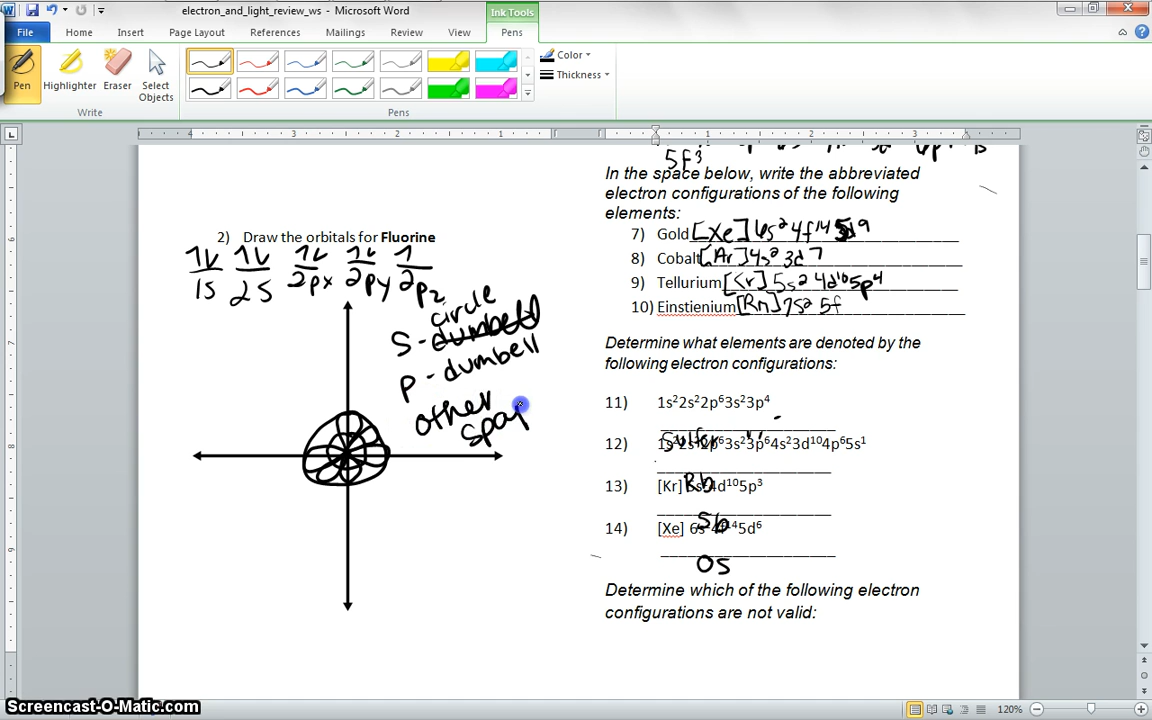 electron_and_light_review_ws - Microsoft Word
Ink Tools
File Home Insert Page Layout References Mailings Review View Pens
Pen Highlighter Eraser Select Objects
Color
Thickness
Write
Pens
2) Draw the orbitals for Fluorine
1s 2s 2px 2py 2pz
circle
s - dumbell
p - dumbell
other
5f3
In the space below, write the abbreviated
electron configurations of the following
elements:
7) Gold [Xe] 6s2 4f14 5d9
8) Cobalt [Ar] 4s2 3d7
9) Tellurium [Kr] 5s2 4d10 5p4
10) Einstienium [Rn] 7s2 5f
Determine what elements are denoted by the
following electron configurations:
11) 1s²2s²2p⁶3s²3p⁴
Sulfur
12) 1s²2s²2p⁶3s²3p⁶4s²3d¹⁰4p⁶5s¹
Rb
13) [Kr] 5s²4d¹⁰5p³
Sb
14) [Xe] 6s²4f¹⁴5d⁶
Os
Determine which of the following electron
configurations are not valid:
Screencast-O-Matic.com
120%